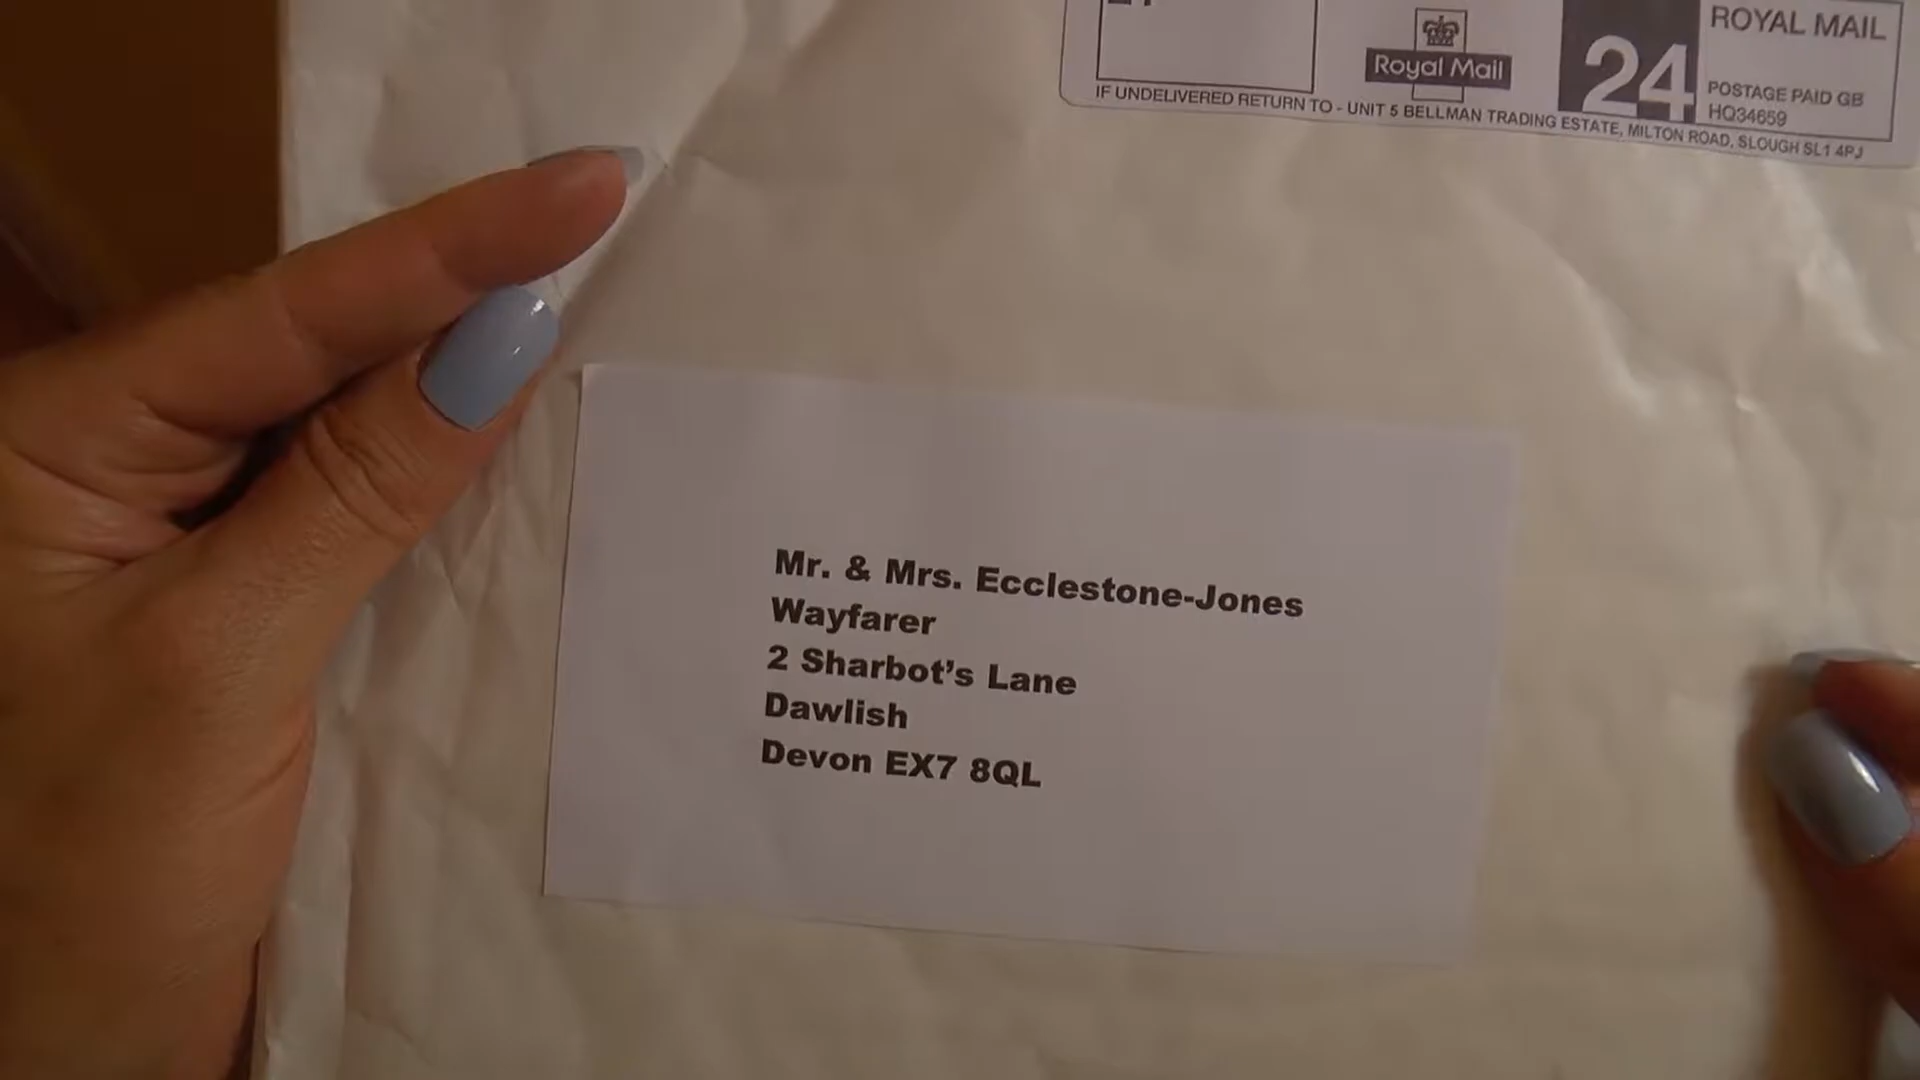 ROYAL MAIL
Royal Mail
24
POSTAGE PAID GB
HQ34659
IF UNDELIVERED RETURN TO - UNIT 5 BELLMAN TRADING ESTATE, MILTON ROAD, SLOUGH SL1 4PJ
Mr. & Mrs. Ecclestone-Jones
Wayfarer
2 Sharbot’s Lane
Dawlish
Devon EX7 8QL